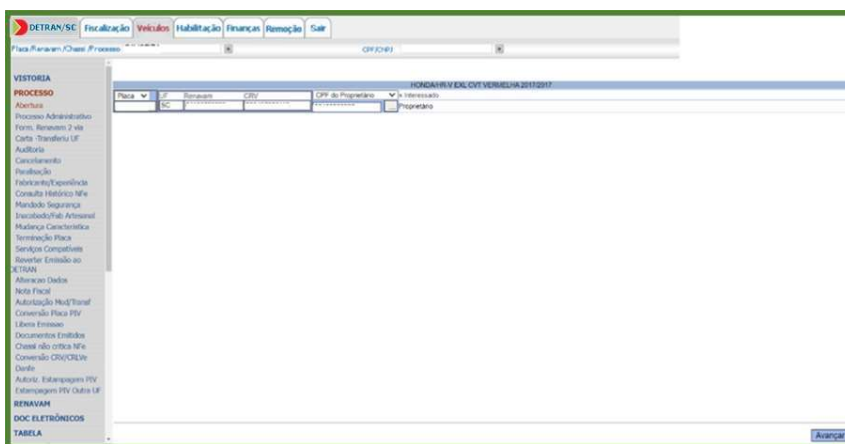 DETRAN/SC Fiscalização Veículos Habilitação Finanças Remoção Sair
Placa /Renavam /Chassi /Processo CPF/CNPJ
VISTORIA
PROCESSO
Abertura
Processo Administrativo
Form. Renavam 2 via
Carta -Transferiu UF
Auditoria
Cancelamento
Paralisação
Fabricante/Experiência
Consulta Histórico NFe
Mandado Segurança
Inacabado/Fab Artesanal
Mudança Característica
Terminação Placa
Serviços Compatíveis
Reverter Emissão ao
DETRAN
Alteracao Dados
Nota Fiscal
Autorização Mod/Transf
Conversão Placa PIV
Libera Emissao
Documentos Emitidos
Chassi não critica NFe
Conversão CRV/CRLVe
Autoriz. Estampagem PIV
Estampagem PIV Outra UF
RENAVAM
DOC ELETRÔNICOS
TABELA
HONDA/HR-V EXL CVT VERMELHA 2017/2017
Placa UF Renavam CRV CPF do Proprietário Interessado
SC ... Proprietário
Avançar